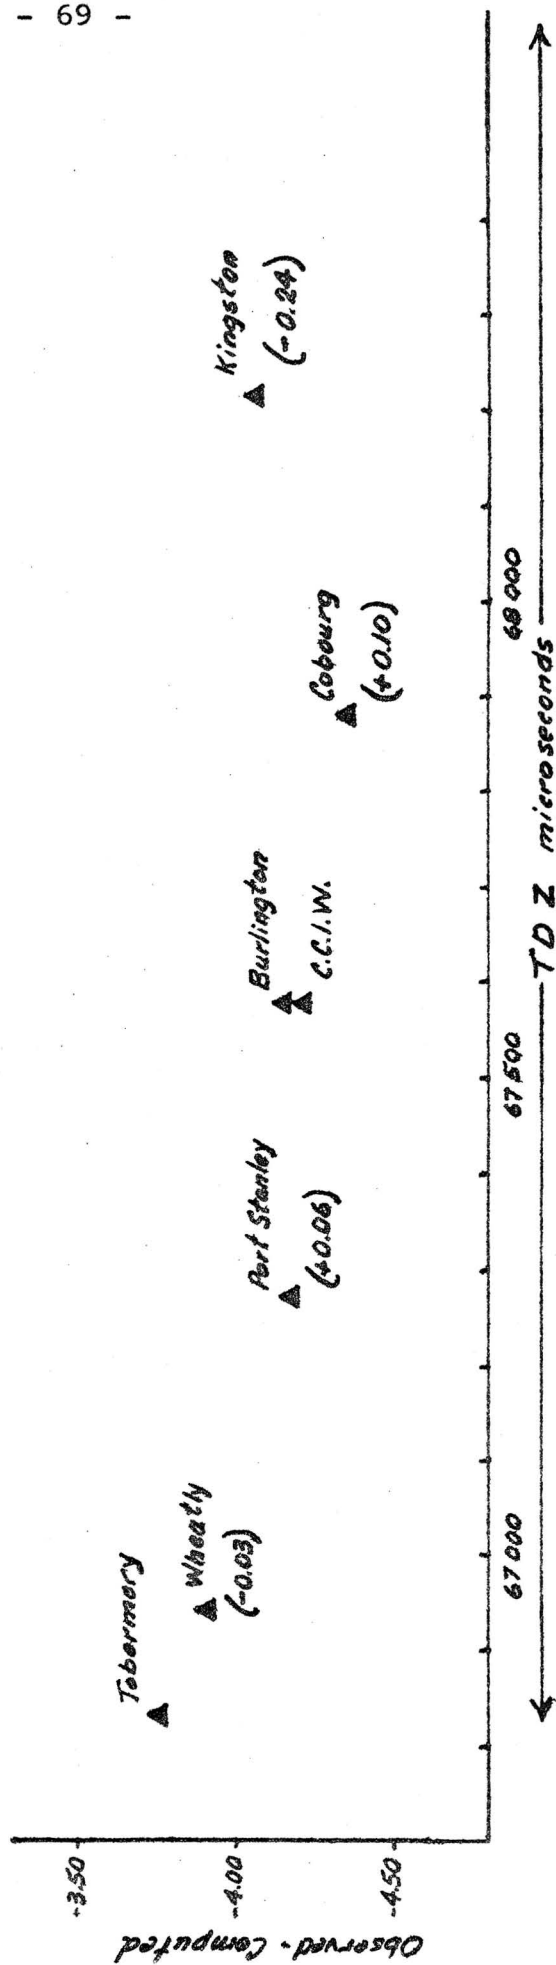 - 69 -
Observed - Computed
-3.50
-4.00
-4.50
Tobermory
Wheatly
(-0.03)
Port Stanley
(+0.06)
Burlington
C.C.I.W.
Cobourg
(+0.10)
Kingston
(-0.24)
67 000
67 500
68 000
TD Z microseconds